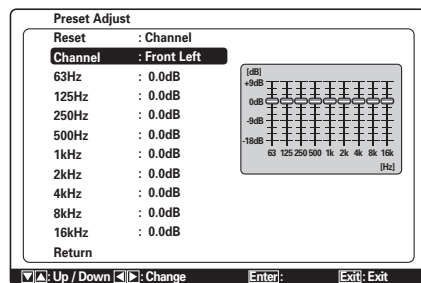 Preset Adjust
Reset : Channel
Channel : Front Left
63Hz : 0.0dB
125Hz : 0.0dB
250Hz : 0.0dB
500Hz : 0.0dB
1kHz : 0.0dB
2kHz : 0.0dB
4kHz : 0.0dB
8kHz : 0.0dB
16kHz : 0.0dB
Return
[dB]
+9dB
0dB
-9dB
-18dB
63 125 250 500 1k 2k 4k 8k 16k
[Hz]
▼▲: Up / Down ◀▶: Change Enter: Exit: Exit